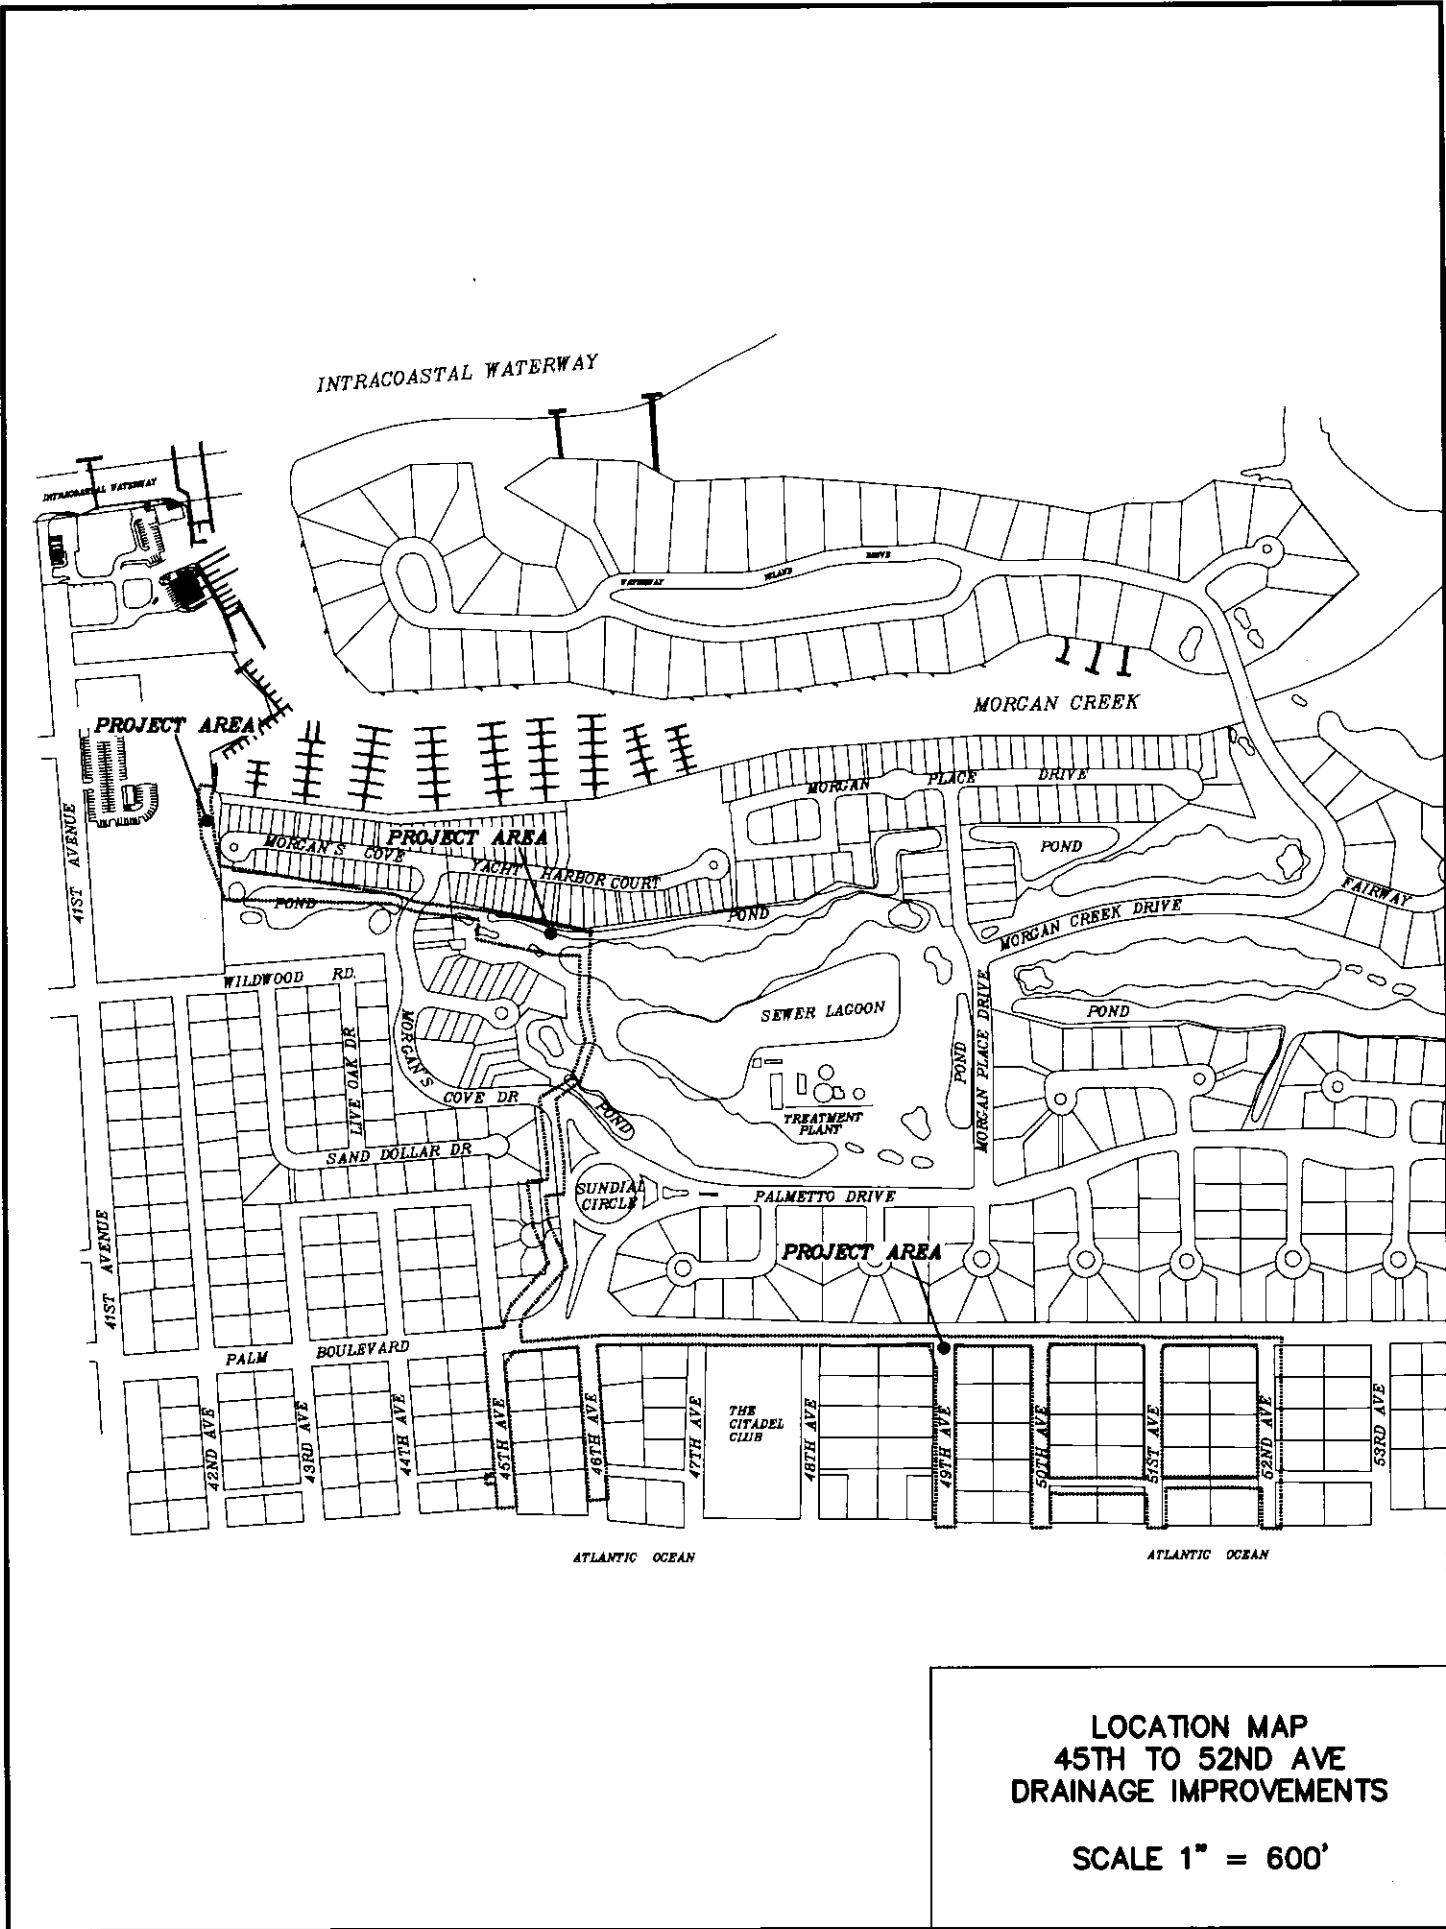 INTRACOASTAL WATERWAY
INTRACOASTAL WATERWAY
WATERWAY ISLAND DRIVE
MORGAN CREEK
PROJECT AREA
MORGAN PLACE DRIVE
41ST AVENUE
PROJECT AREA
MORGAN'S COVE
YACHT HARBOR COURT
POND
FAIRWAY
POND
POND
MORGAN CREEK DRIVE
WILDWOOD RD.
SEWER LAGOON
POND
MORGAN'S
COVE DR
LIVE OAK DR
POND
POND
MORGAN PLACE DRIVE
TREATMENT
PLANT
SAND DOLLAR DR
SUNDIAL
CIRCLE
PALMETTO DRIVE
41ST AVENUE
PROJECT AREA
PALM BOULEVARD
42ND AVE
43RD AVE
44TH AVE
45TH AVE
46TH AVE
47TH AVE
THE
CITADEL
CLUB
48TH AVE
49TH AVE
50TH AVE
51ST AVE
52ND AVE
53RD AVE
ATLANTIC OCEAN
ATLANTIC OCEAN
LOCATION MAP
45TH TO 52ND AVE
DRAINAGE IMPROVEMENTS
SCALE 1" = 600'